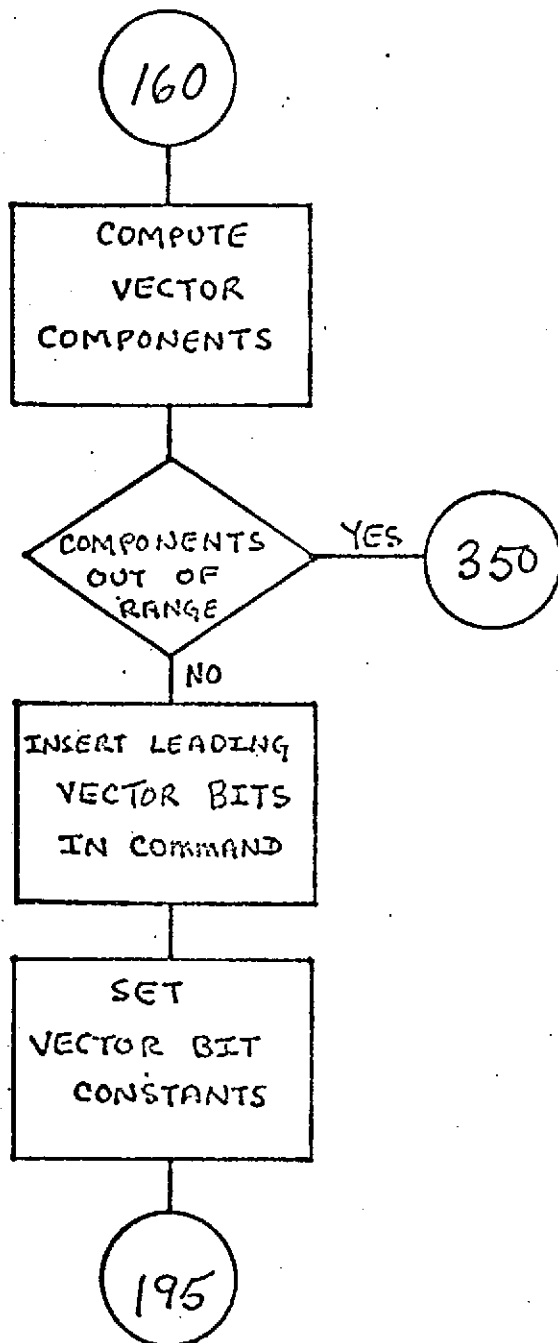 160
COMPUTE
VECTOR
COMPONENTS
COMPONENTS
OUT OF
RANGE
YES
350
NO
INSERT LEADING
VECTOR BITS
IN COMMAND
SET
VECTOR BIT
CONSTANTS
195